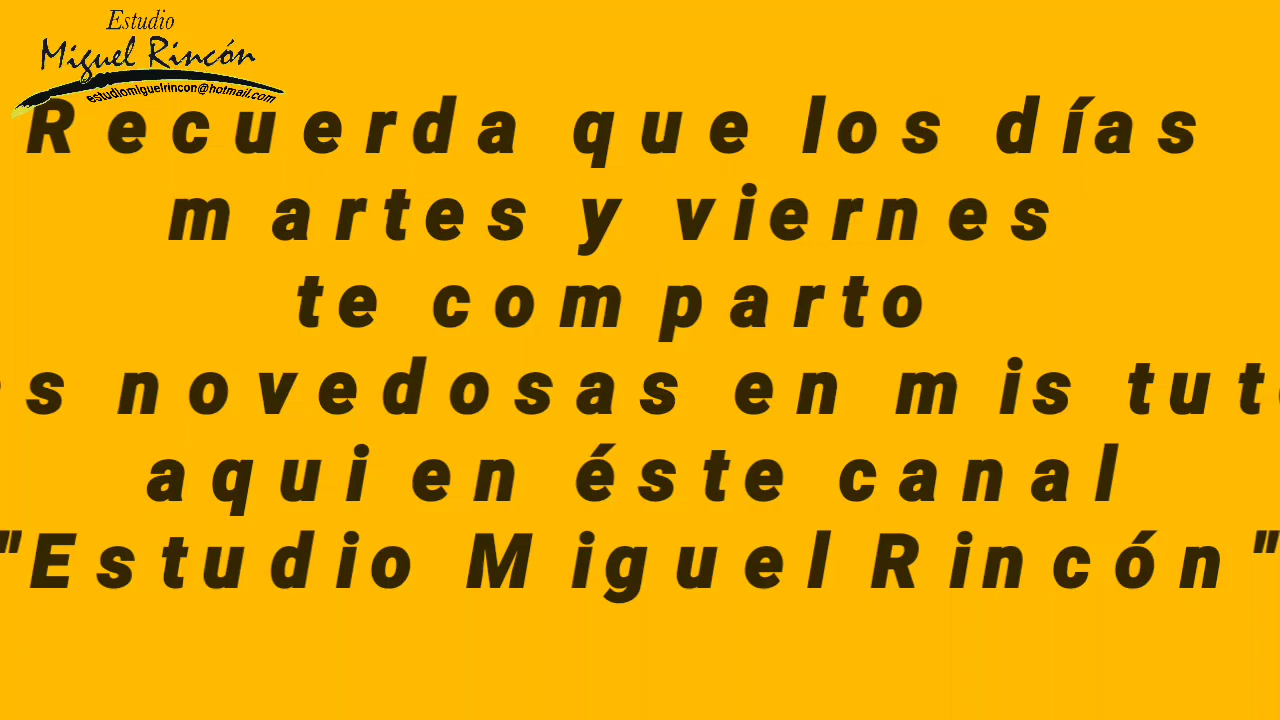 Estudio
Miguel Rincón
estudiomiguelrincon@hotmail.com
Recuerda que los días
martes y viernes
te comparto
novedosas en mis
aqui en éste canal
"Estudio Miguel Rincón"